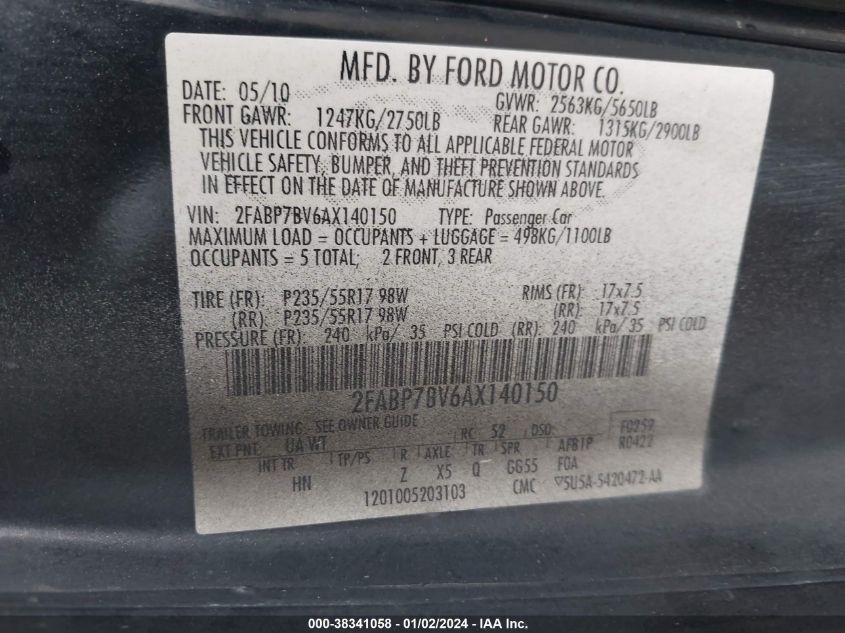 MFD. BY FORD MOTOR CO.
DATE: 05/10 GVWR: 2563KG/5650LB
FRONT GAWR: 1247KG/2750LB REAR GAWR: 1315KG/2900LB
THIS VEHICLE CONFORMS TO ALL APPLICABLE FEDERAL MOTOR
VEHICLE SAFETY, BUMPER, AND THEFT PREVENTION STANDARDS
IN EFFECT ON THE DATE OF MANUFACTURE SHOWN ABOVE.
VIN: 2FABP7BV6AX140150 TYPE: Passenger Car
MAXIMUM LOAD = OCCUPANTS + LUGGAGE = 498KG/1100LB
OCCUPANTS = 5 TOTAL; 2 FRONT, 3 REAR
TIRE (FR): P235/55R17 98W RIMS (FR): 17x7.5
(RR): P235/55R17 98W (RR): 17x7.5
PRESSURE (FR): 240 kPa/ 35 PSI COLD (RR): 240 kPa/ 35 PSI COLD
2FABP7BV6AX140150
TRAILER TOWING - SEE OWNER GUIDE
EXT PNT: UA WT RC: 52 DSO: F0259
INT TR TP/PS R AXLE TR SPR AFB1P R0422
HN Z X5 Q GG55 FOA
1201005203103 CMC ▽5U5A-5420472-AA
000-38341058 - 01/02/2024 - IAA Inc.